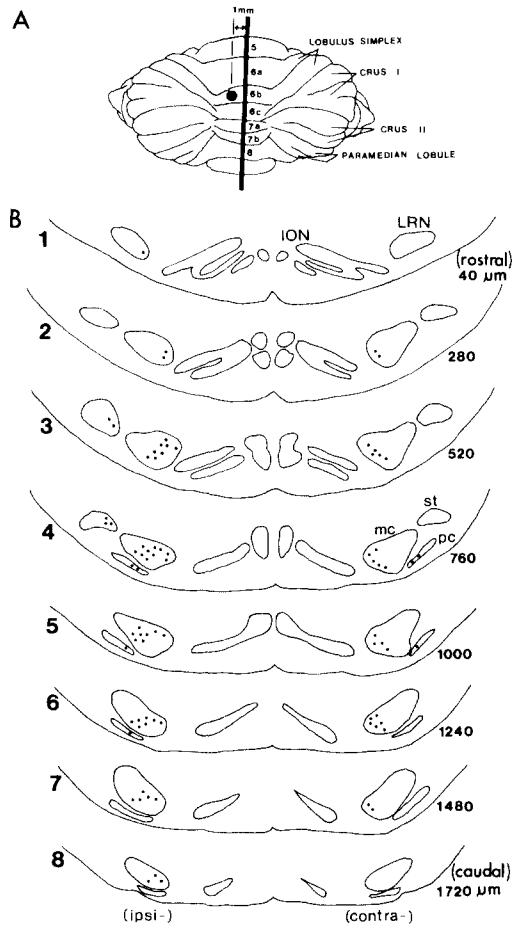 A
1mm
5
LOBULUS SIMPLEX
6a
CRUS I
6b
6c
7a
CRUS II
7b
8
PARAMEDIAN LOBULE
B
1
ION
LRN
(rostral)
40 µm
2
280
3
520
4
mc
st
pc
760
5
1000
6
1240
7
1480
8
(caudal)
1720 µm
(ipsi-)
(contra-)